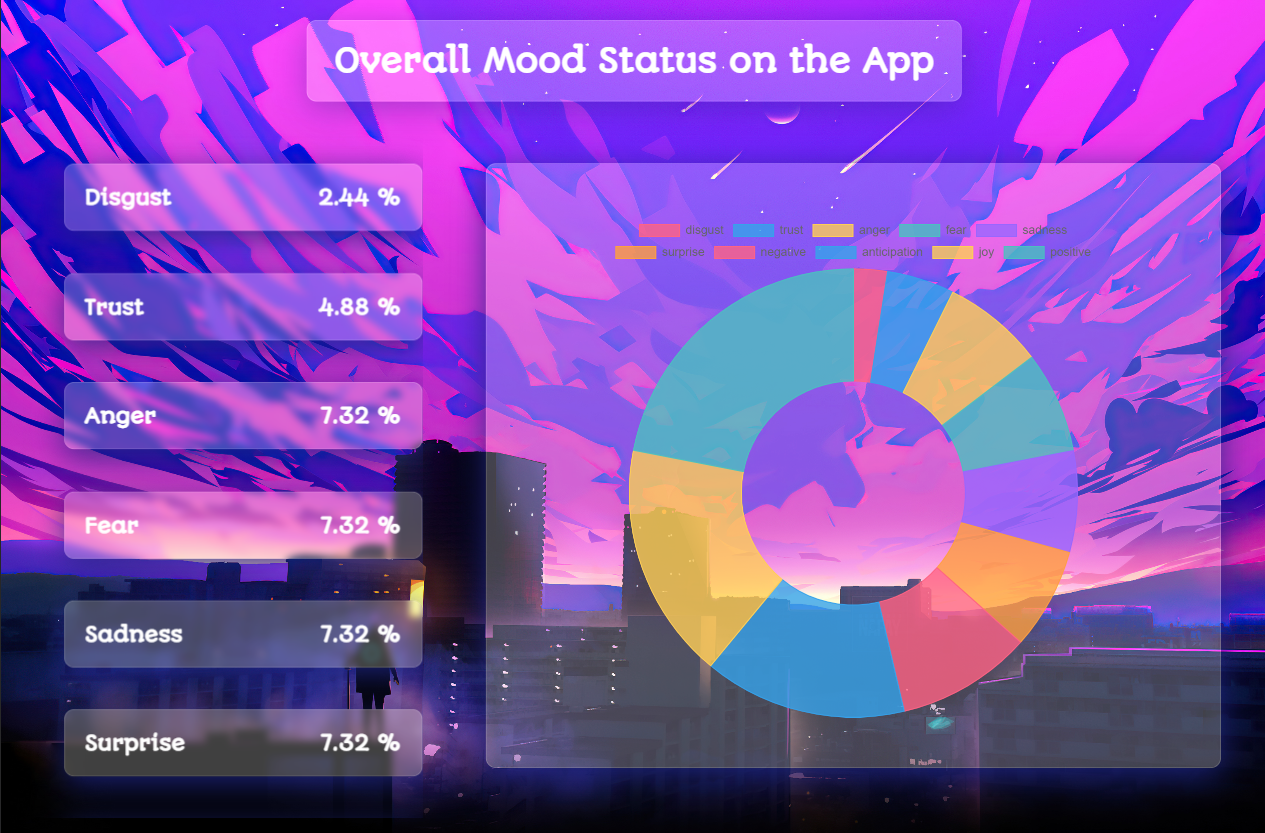 Overall Mood Status on the App
Disgust 2.44 %
Trust 4.88 %
Anger 7.32 %
Fear 7.32 %
Sadness 7.32 %
Surprise 7.32 %
disgust trust anger fear sadness
surprise negative anticipation joy positive